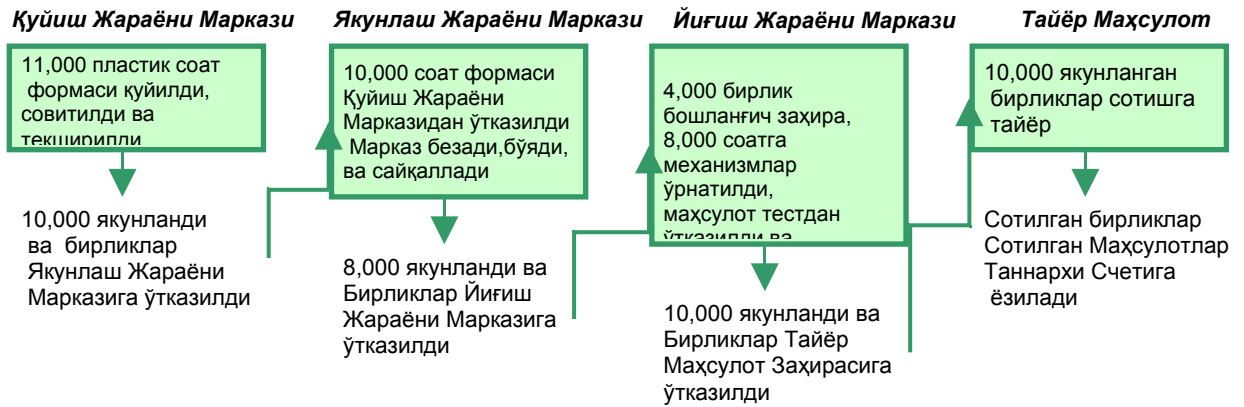 Қуйиш Жараёни Маркази
11,000 пластик соат
формаси қуйилди,
совитилди ва
текширилди
10,000 якунланди
ва бирликлар
Якунлаш Жараёни
Марказига ўтказилди
Якунлаш Жараёни Маркази
10,000 соат формаси
Қуйиш Жараёни
Марказидан ўтказилди
Марказ безади,бўяди,
ва сайқаллади
8,000 якунланди ва
Бирликлар Йиғиш
Жараёни Марказига
ўтказилди
Йиғиш Жараёни Маркази
4,000 бирлик
бошланғич заҳира,
8,000 соатга
механизмлар
ўрнатилди,
маҳсулот тестдан
ўтказилди ва
10,000 якунланди ва
Бирликлар Тайёр
Маҳсулот Заҳирасига
ўтказилди
Тайёр Маҳсулот
10,000 якунланган
бирликлар сотишга
тайёр
Сотилган бирликлар
Сотилган Маҳсулотлар
Таннархи Счетига
ёзилади